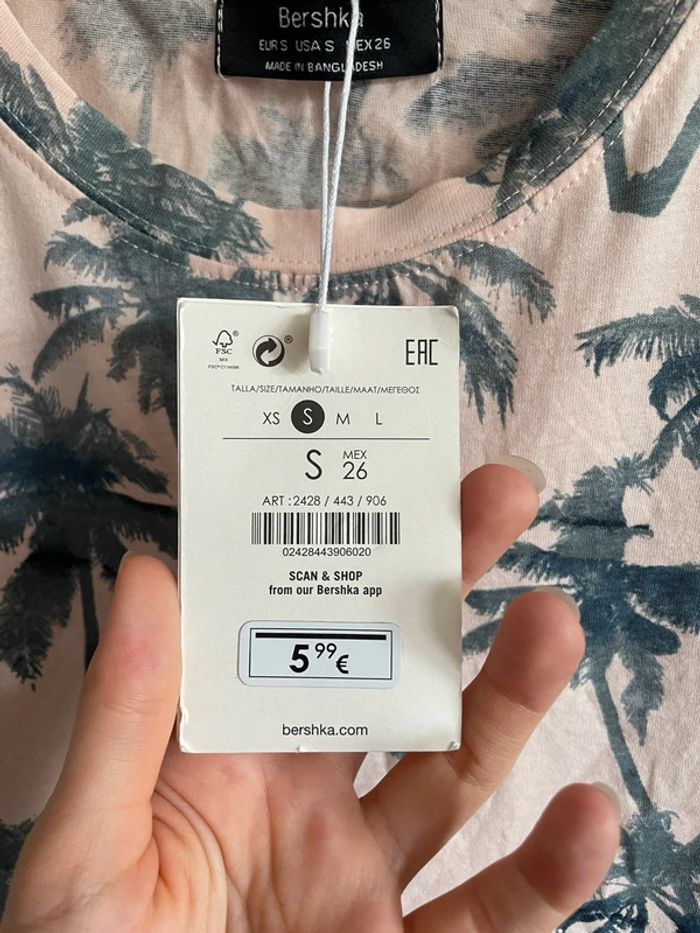 Bershka
EUR S USA S MEX 26
MADE IN BANGLADESH
FSC ®
MIX
®
EAC
TALLA/SIZE/TAMANHO/TAILLE/MAAT/ΜΕΓΕΘΟΣ
XS S M L
S MEX 26
ART : 2428 / 443 / 906
02428443906020
SCAN & SHOP
from our Bershka app
5 99 €
bershka.com